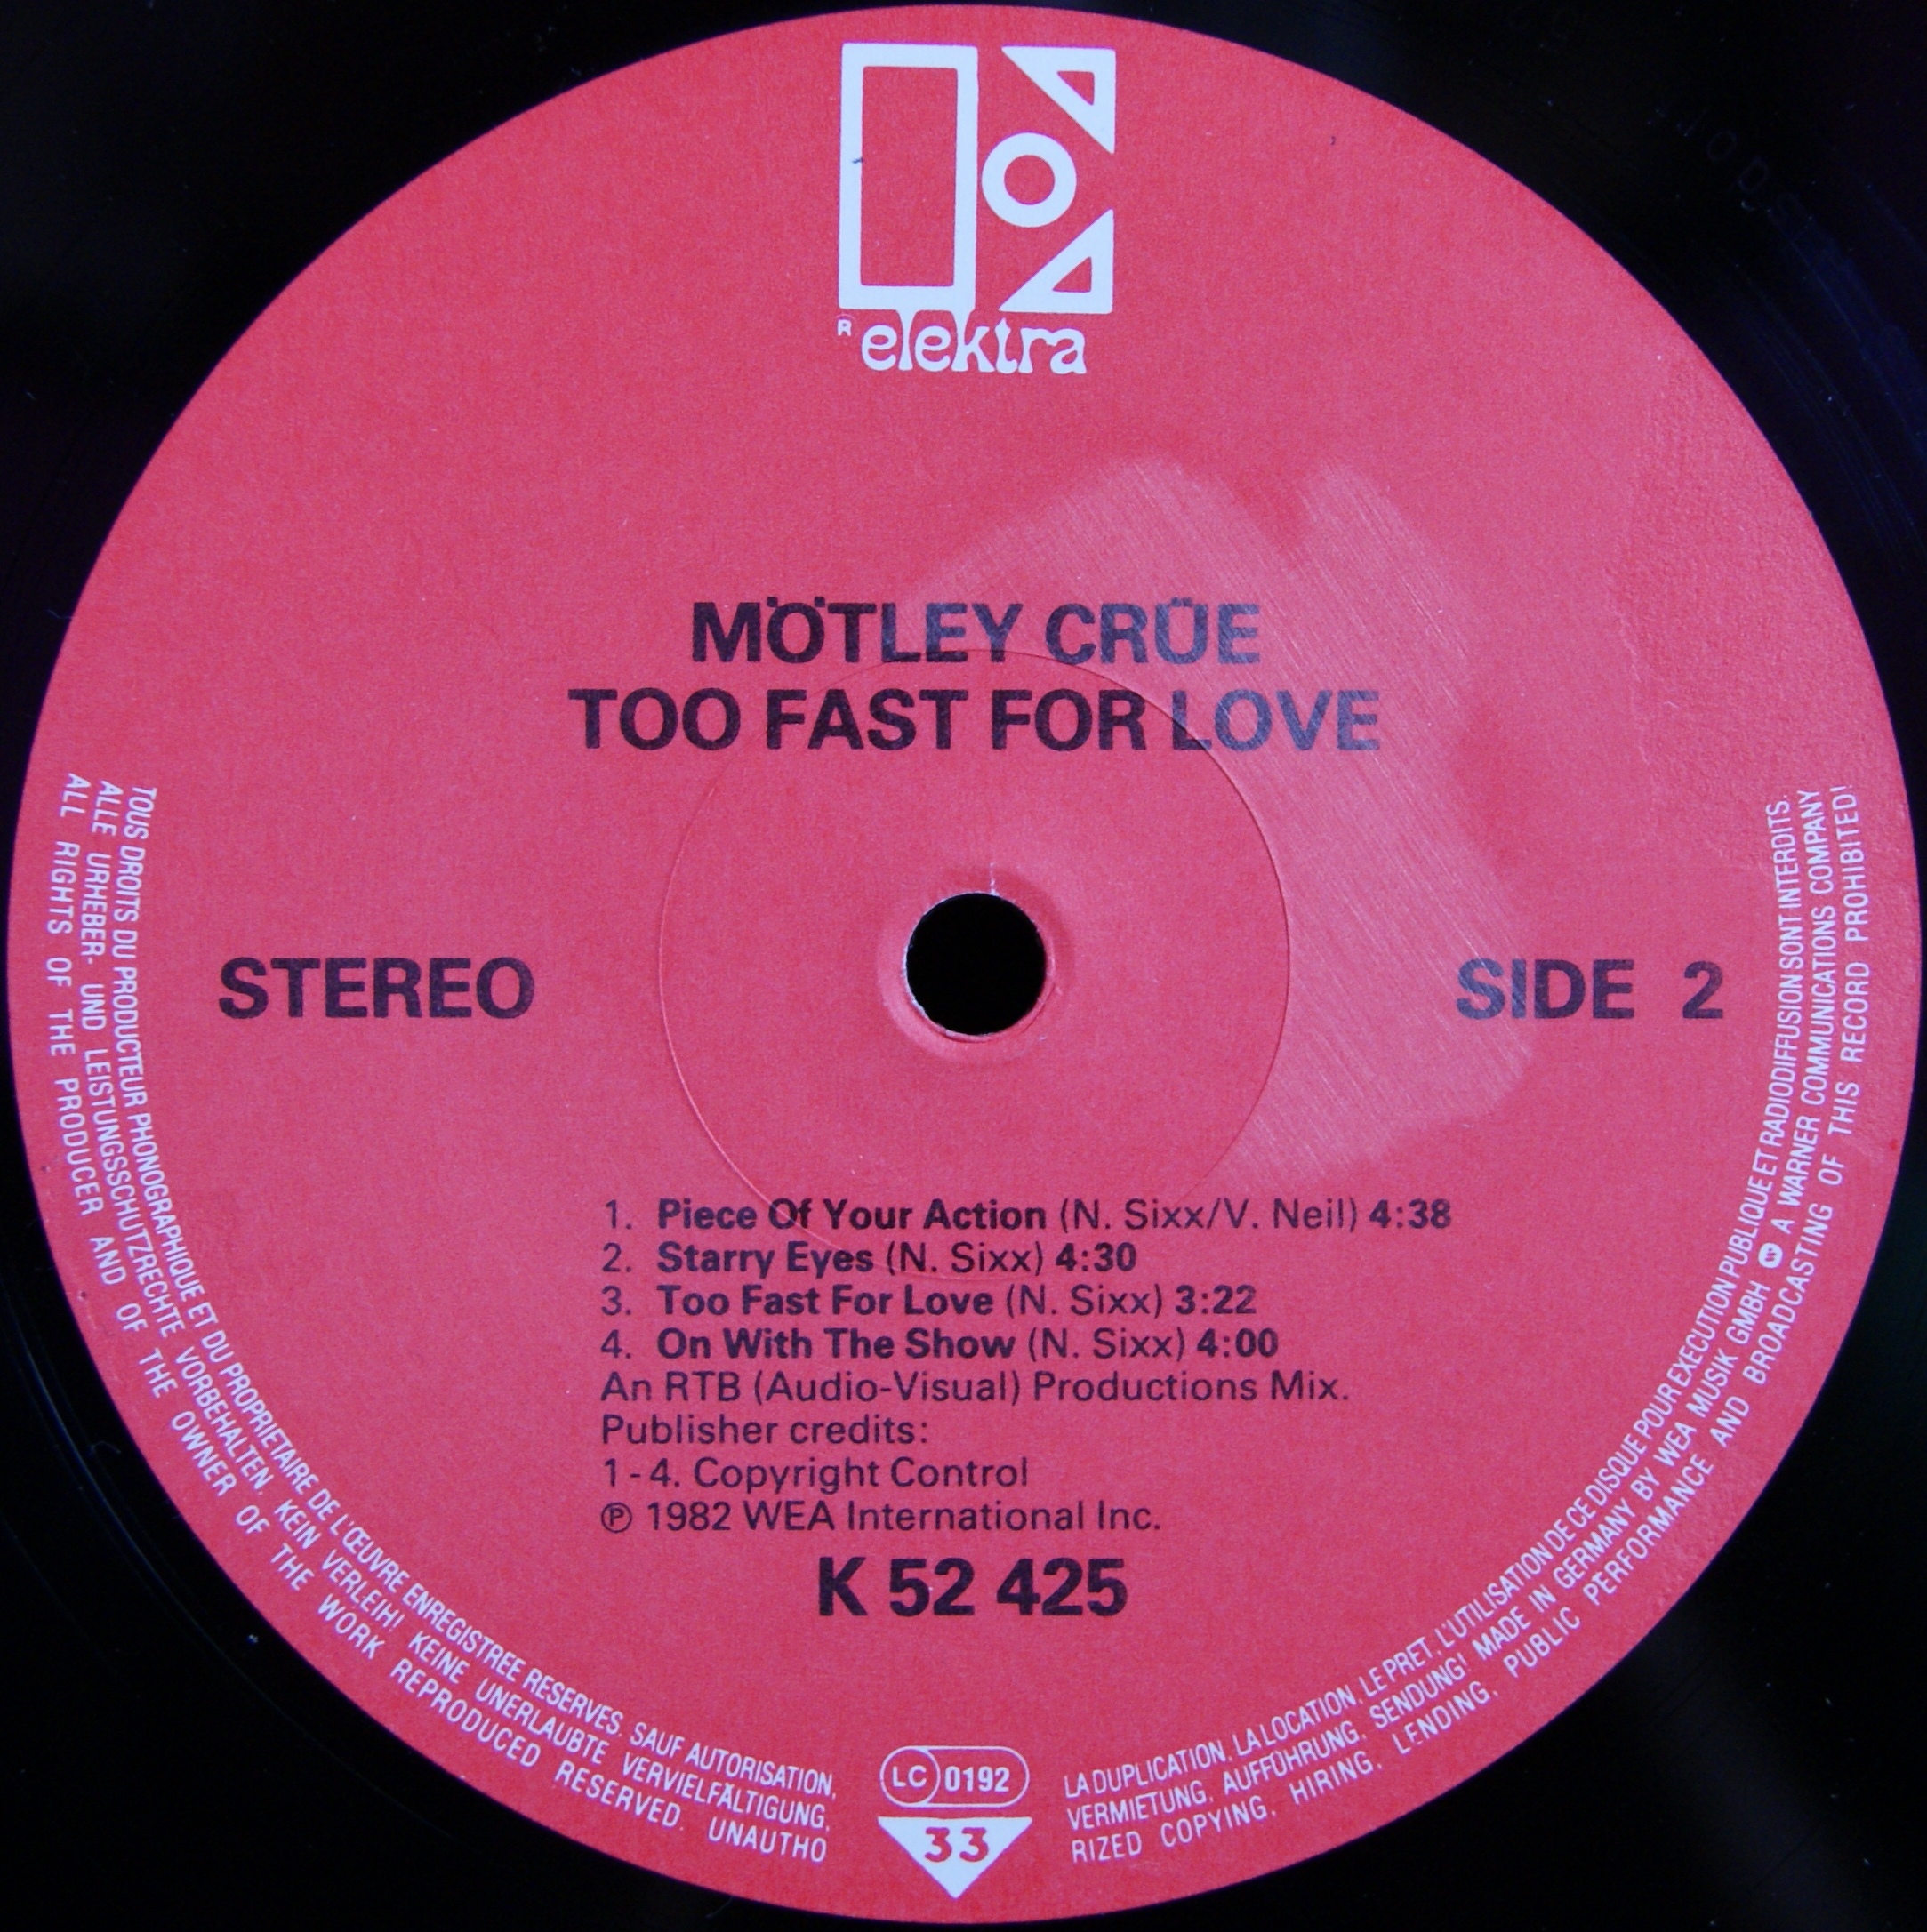 R elektra
MÖTLEY CRÜE
TOO FAST FOR LOVE
STEREO
SIDE 2
1. Piece Of Your Action (N. Sixx/V. Neil) 4:38
2. Starry Eyes (N. Sixx) 4:30
3. Too Fast For Love (N. Sixx) 3:22
4. On With The Show (N. Sixx) 4:00
An RTB (Audio-Visual) Productions Mix.
Publisher credits:
1-4. Copyright Control
℗ 1982 WEA International Inc.
K 52 425
TOUS DROITS DU PRODUCTEUR PHONOGRAPHIQUE ET DU PROPRIETAIRE DE L'ŒUVRE ENREGISTREE RESERVES. SAUF AUTORISATION, LA DUPLICATION, LA LOCATION, LE PRET, L'UTILISATION DE CE DISQUE POUR EXECUTION PUBLIQUE ET RADIODIFFUSION SONT INTERDITS.
ALLE URHEBER- UND LEISTUNGSSCHUTZRECHTE VORBEHALTEN. KEIN VERLEIH! KEINE UNERLAUBTE VERVIELFÄLTIGUNG, VERMIETUNG, AUFFÜHRUNG, SENDUNG! MADE IN GERMANY BY WEA MUSIK GMBH A WARNER COMMUNICATIONS COMPANY
ALL RIGHTS OF THE PRODUCER AND OF THE OWNER OF THE WORK REPRODUCED RESERVED. UNAUTHORIZED COPYING, HIRING, LENDING, PUBLIC PERFORMANCE AND BROADCASTING OF THIS RECORD PROHIBITED!
LC 0192
33